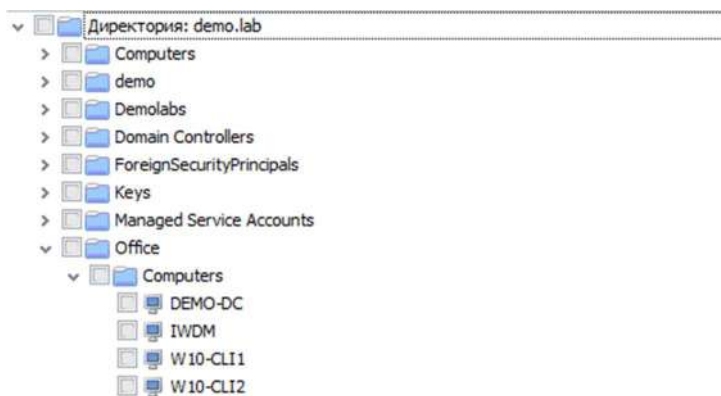 Директория: demo.lab
Computers
demo
Demolabs
Domain Controllers
ForeignSecurityPrincipals
Keys
Managed Service Accounts
Office
Computers
DEMO-DC
IWDM
W10-CLI1
W10-CLI2